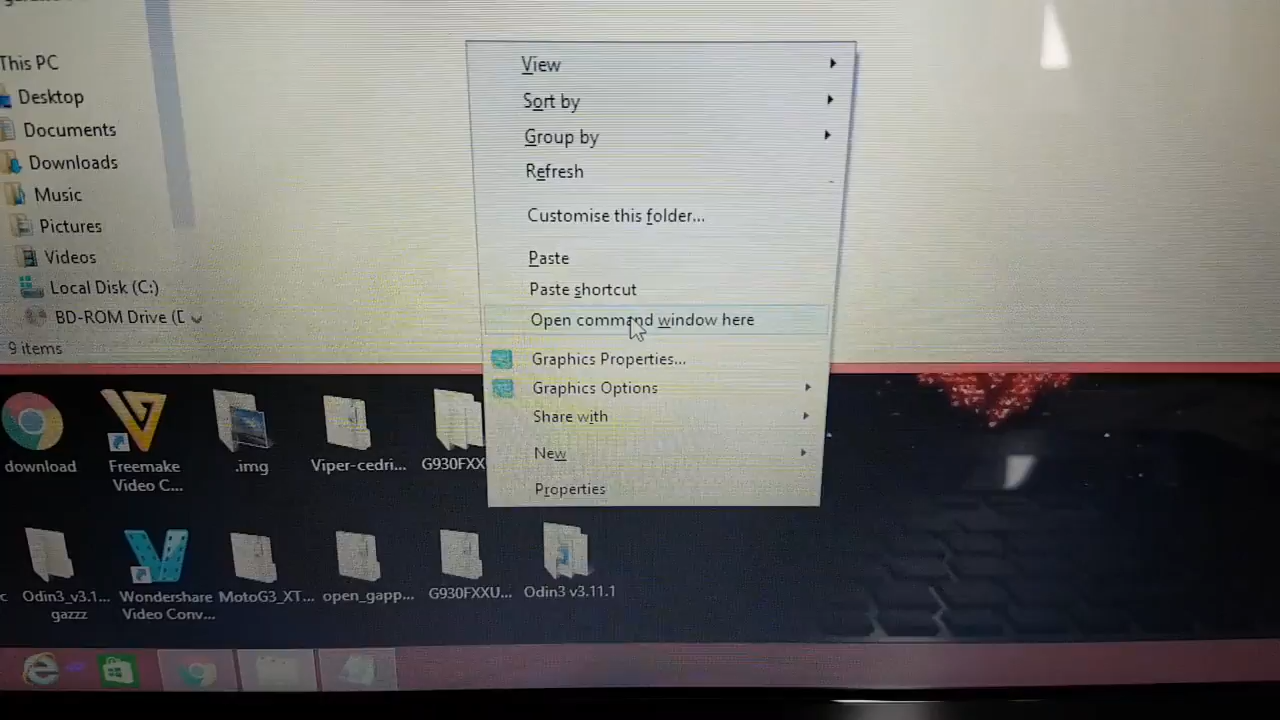 This PC
Desktop
Documents
Downloads
Music
Pictures
Videos
Local Disk (C:)
BD-ROM Drive (D
9 items
View
Sort by
Group by
Refresh
Customise this folder...
Paste
Paste shortcut
Open command window here
Graphics Properties...
Graphics Options
Share with
New
Properties
download
Freemake
Video C...
.img
Viper-cedri...
G930FXX
Odin3_v3.1...
gazzz
Wondershare
Video Conv...
MotoG3_XT...
open_gapp...
G930FXXU...
Odin3 v3.11.1